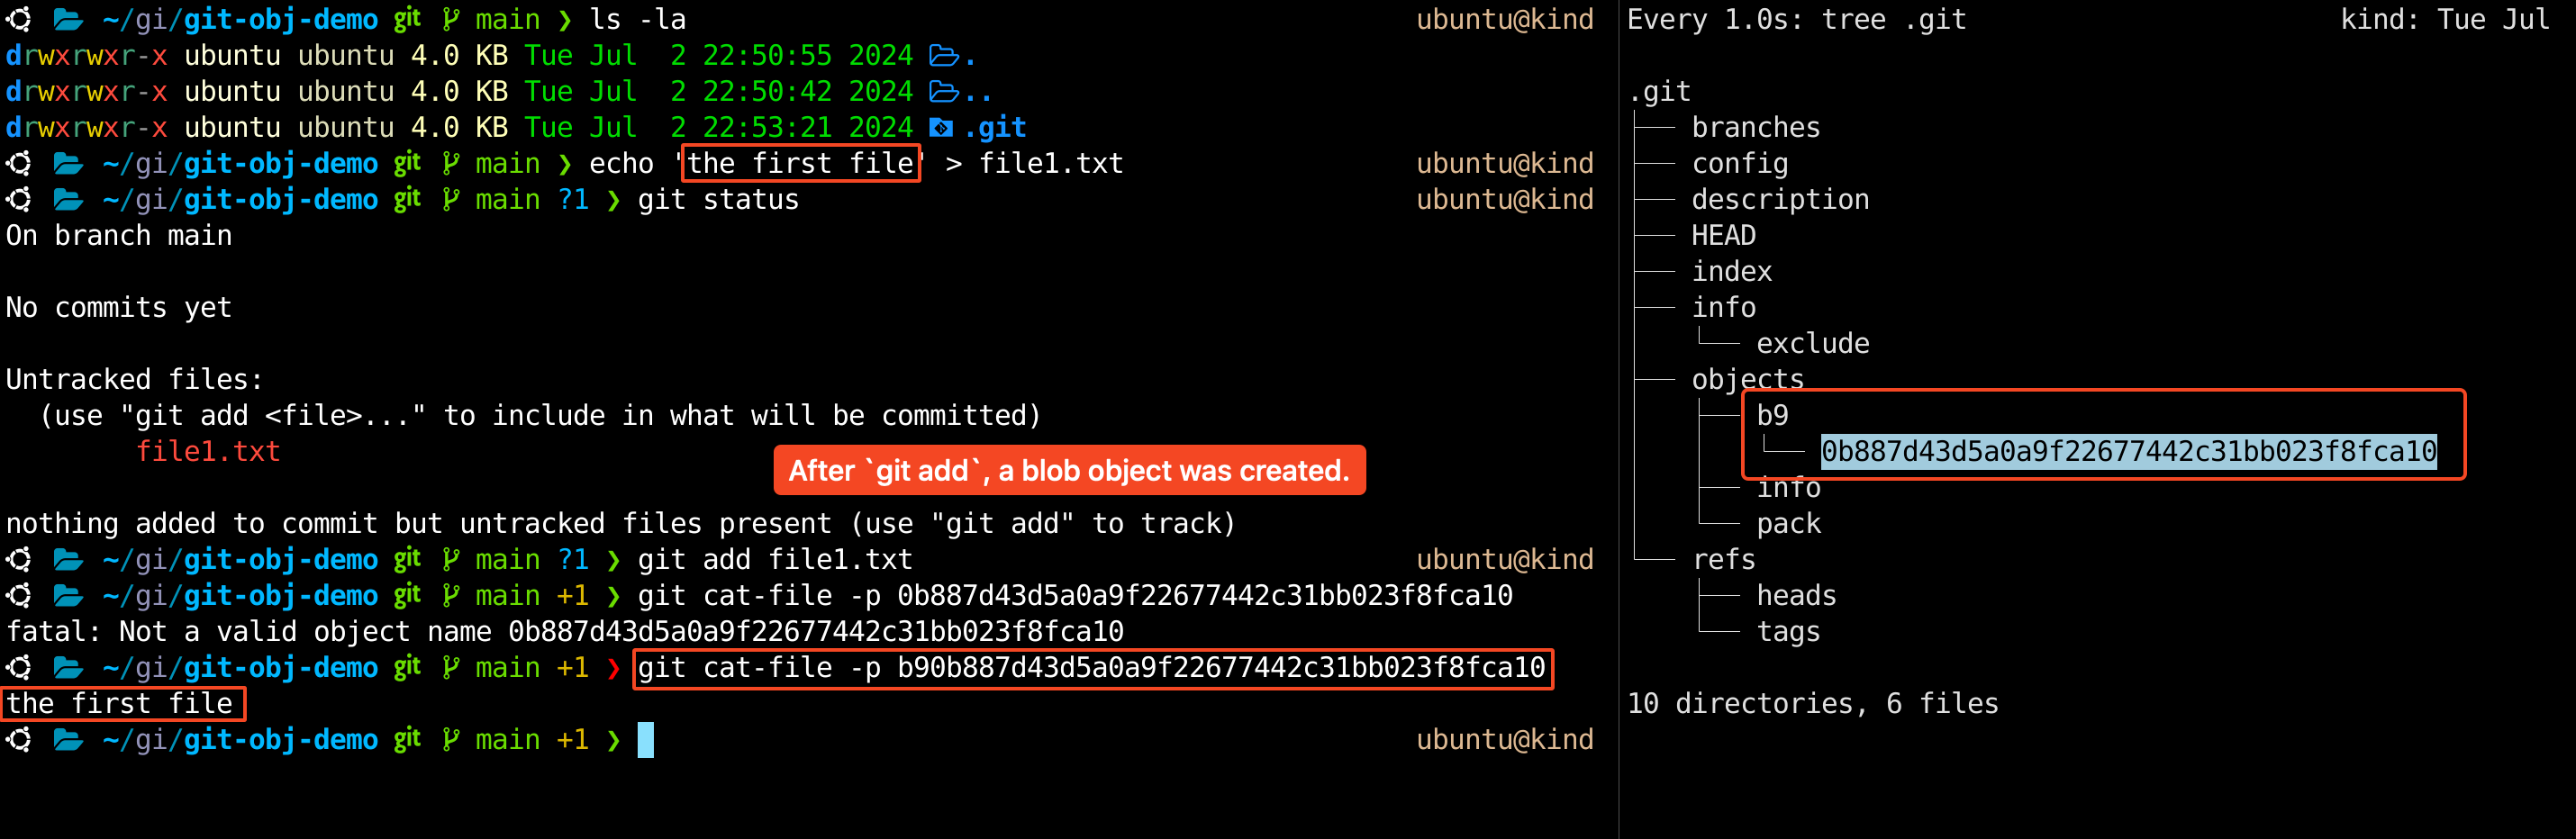 ~/gi/git-obj-demo git main ❯ ls -la ubuntu@kind
drwxrwxr-x ubuntu ubuntu 4.0 KB Tue Jul  2 22:50:55 2024 .
drwxrwxr-x ubuntu ubuntu 4.0 KB Tue Jul  2 22:50:42 2024 ..
drwxrwxr-x ubuntu ubuntu 4.0 KB Tue Jul  2 22:53:21 2024 .git
~/gi/git-obj-demo git main ❯ echo 'the first file' > file1.txt ubuntu@kind
~/gi/git-obj-demo git main ?1 ❯ git status ubuntu@kind
On branch main
No commits yet
Untracked files:
  (use "git add <file>..." to include in what will be committed)
        file1.txt
After `git add`, a blob object was created.
nothing added to commit but untracked files present (use "git add" to track)
~/gi/git-obj-demo git main ?1 ❯ git add file1.txt ubuntu@kind
~/gi/git-obj-demo git main +1 ❯ git cat-file -p 0b887d43d5a0a9f22677442c31bb023f8fca10
fatal: Not a valid object name 0b887d43d5a0a9f22677442c31bb023f8fca10
~/gi/git-obj-demo git main +1 ❯ git cat-file -p b90b887d43d5a0a9f22677442c31bb023f8fca10
the first file
~/gi/git-obj-demo git main +1 ❯ ubuntu@kind
Every 1.0s: tree .git kind: Tue Jul
.git
├── branches
├── config
├── description
├── HEAD
├── index
├── info
│   └── exclude
├── objects
│   ├── b9
│   │   └── 0b887d43d5a0a9f22677442c31bb023f8fca10
│   ├── info
│   └── pack
└── refs
    ├── heads
    └── tags
10 directories, 6 files